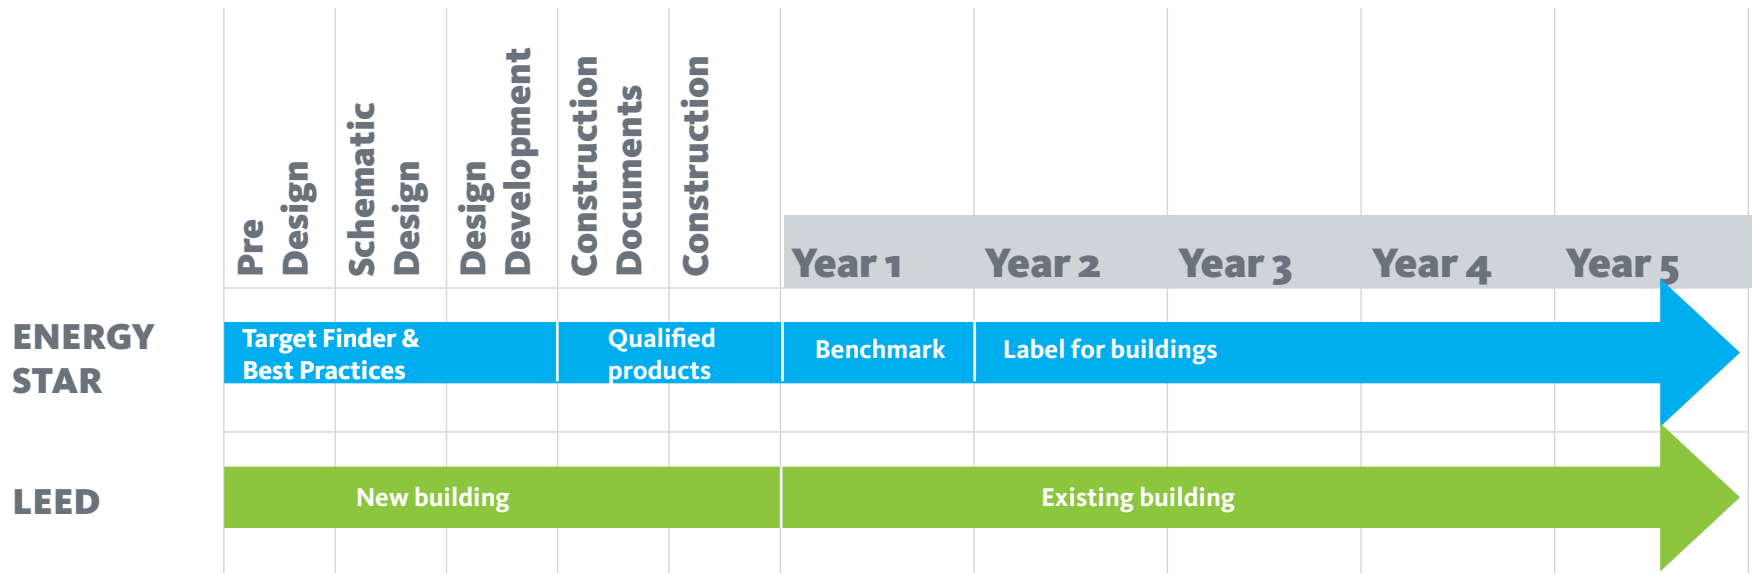 Pre
Design
Schematic
Design
Design
Development
Construction
Documents
Construction
Year 1
Year 2
Year 3
Year 4
Year 5
ENERGY
STAR
Target Finder &
Best Practices
Qualified
products
Benchmark
Label for buildings
LEED
New building
Existing building